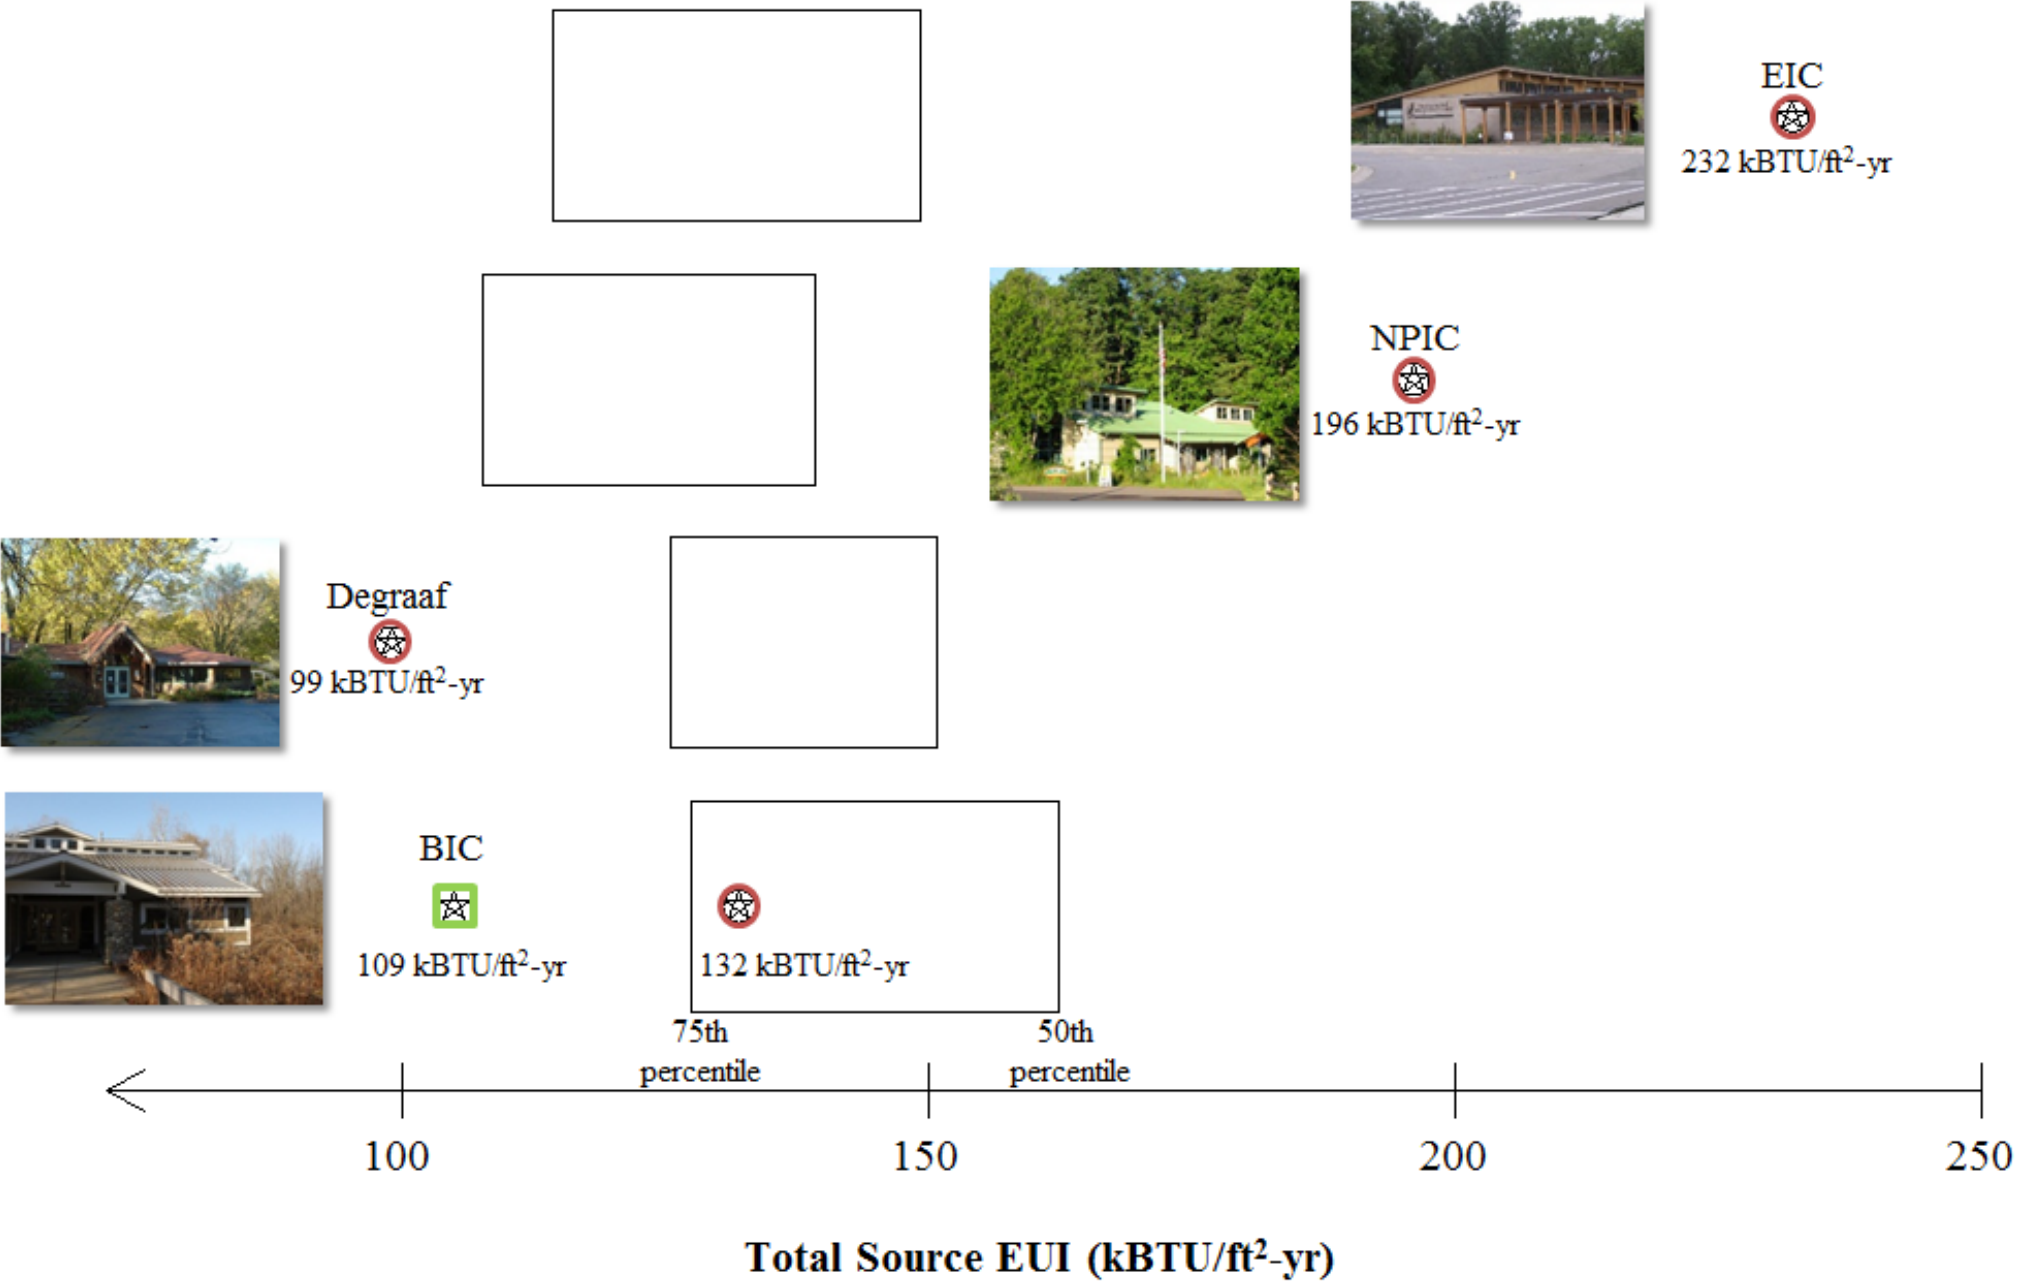 EIC
232 kBTU/ft²-yr
NPIC
196 kBTU/ft²-yr
Degraaf
99 kBTU/ft²-yr
BIC
109 kBTU/ft²-yr
132 kBTU/ft²-yr
75th
percentile
50th
percentile
100
150
200
250
Total Source EUI (kBTU/ft²-yr)